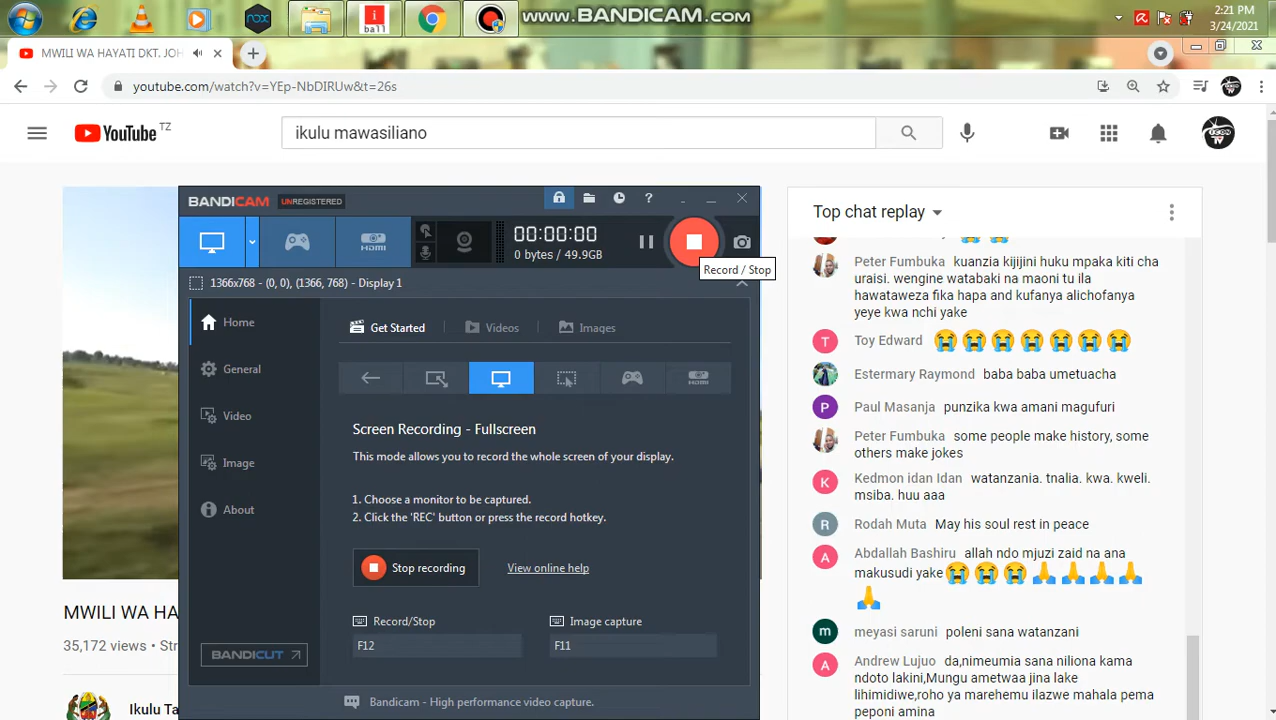 www.BANDICAM.com
nox
i
ball
2:21 PM
3/24/2021
MWILI WA HAYATI DKT. JOH
youtube.com/watch?v=YEp-NbDIRUw&t=26s
YouTube TZ
ikulu mawasiliano
BANDICAM UNREGISTERED
HDMI
00:00:00
0 bytes / 49.9GB
Record / Stop
1366x768 - (0, 0), (1366, 768) - Display 1
Home
General
Video
Image
About
BANDICUT
Get Started
Videos
Images
HDMI
Screen Recording - Fullscreen
This mode allows you to record the whole screen of your display.
1. Choose a monitor to be captured.
2. Click the 'REC' button or press the record hotkey.
Stop recording
View online help
Record/Stop
Image capture
F12
F11
Bandicam - High performance video capture.
MWILI WA HA
35,172 views • Str
Ikulu Ta
Top chat replay
Peter Fumbuka kuanzia kijijini huku mpaka kiti cha
uraisi. wengine watabaki na maoni tu ila
hawataweza fika hapa and kufanya alichofanya
yeye kwa nchi yake
T
Toy Edward 😭😭😭😭😭😭😭
Estermary Raymond baba baba umetuacha
P
Paul Masanja punzika kwa amani magufuri
Peter Fumbuka some people make history, some
others make jokes
K
Kedmon idan Idan watanzania. tnalia. kwa. kweli.
msiba. huu aaa
R
Rodah Muta May his soul rest in peace
A
Abdallah Bashiru allah ndo mjuzi zaid na ana
makusudi yake😭😭😭🙏🙏🙏🙏
🙏
m
meyasi saruni poleni sana watanzani
A
Andrew Lujuo da,nimeumia sana niliona kama
ndoto lakini,Mungu ametwaa jina lake
lihimidiwe,roho ya marehemu ilazwe mahala pema
peponi amina